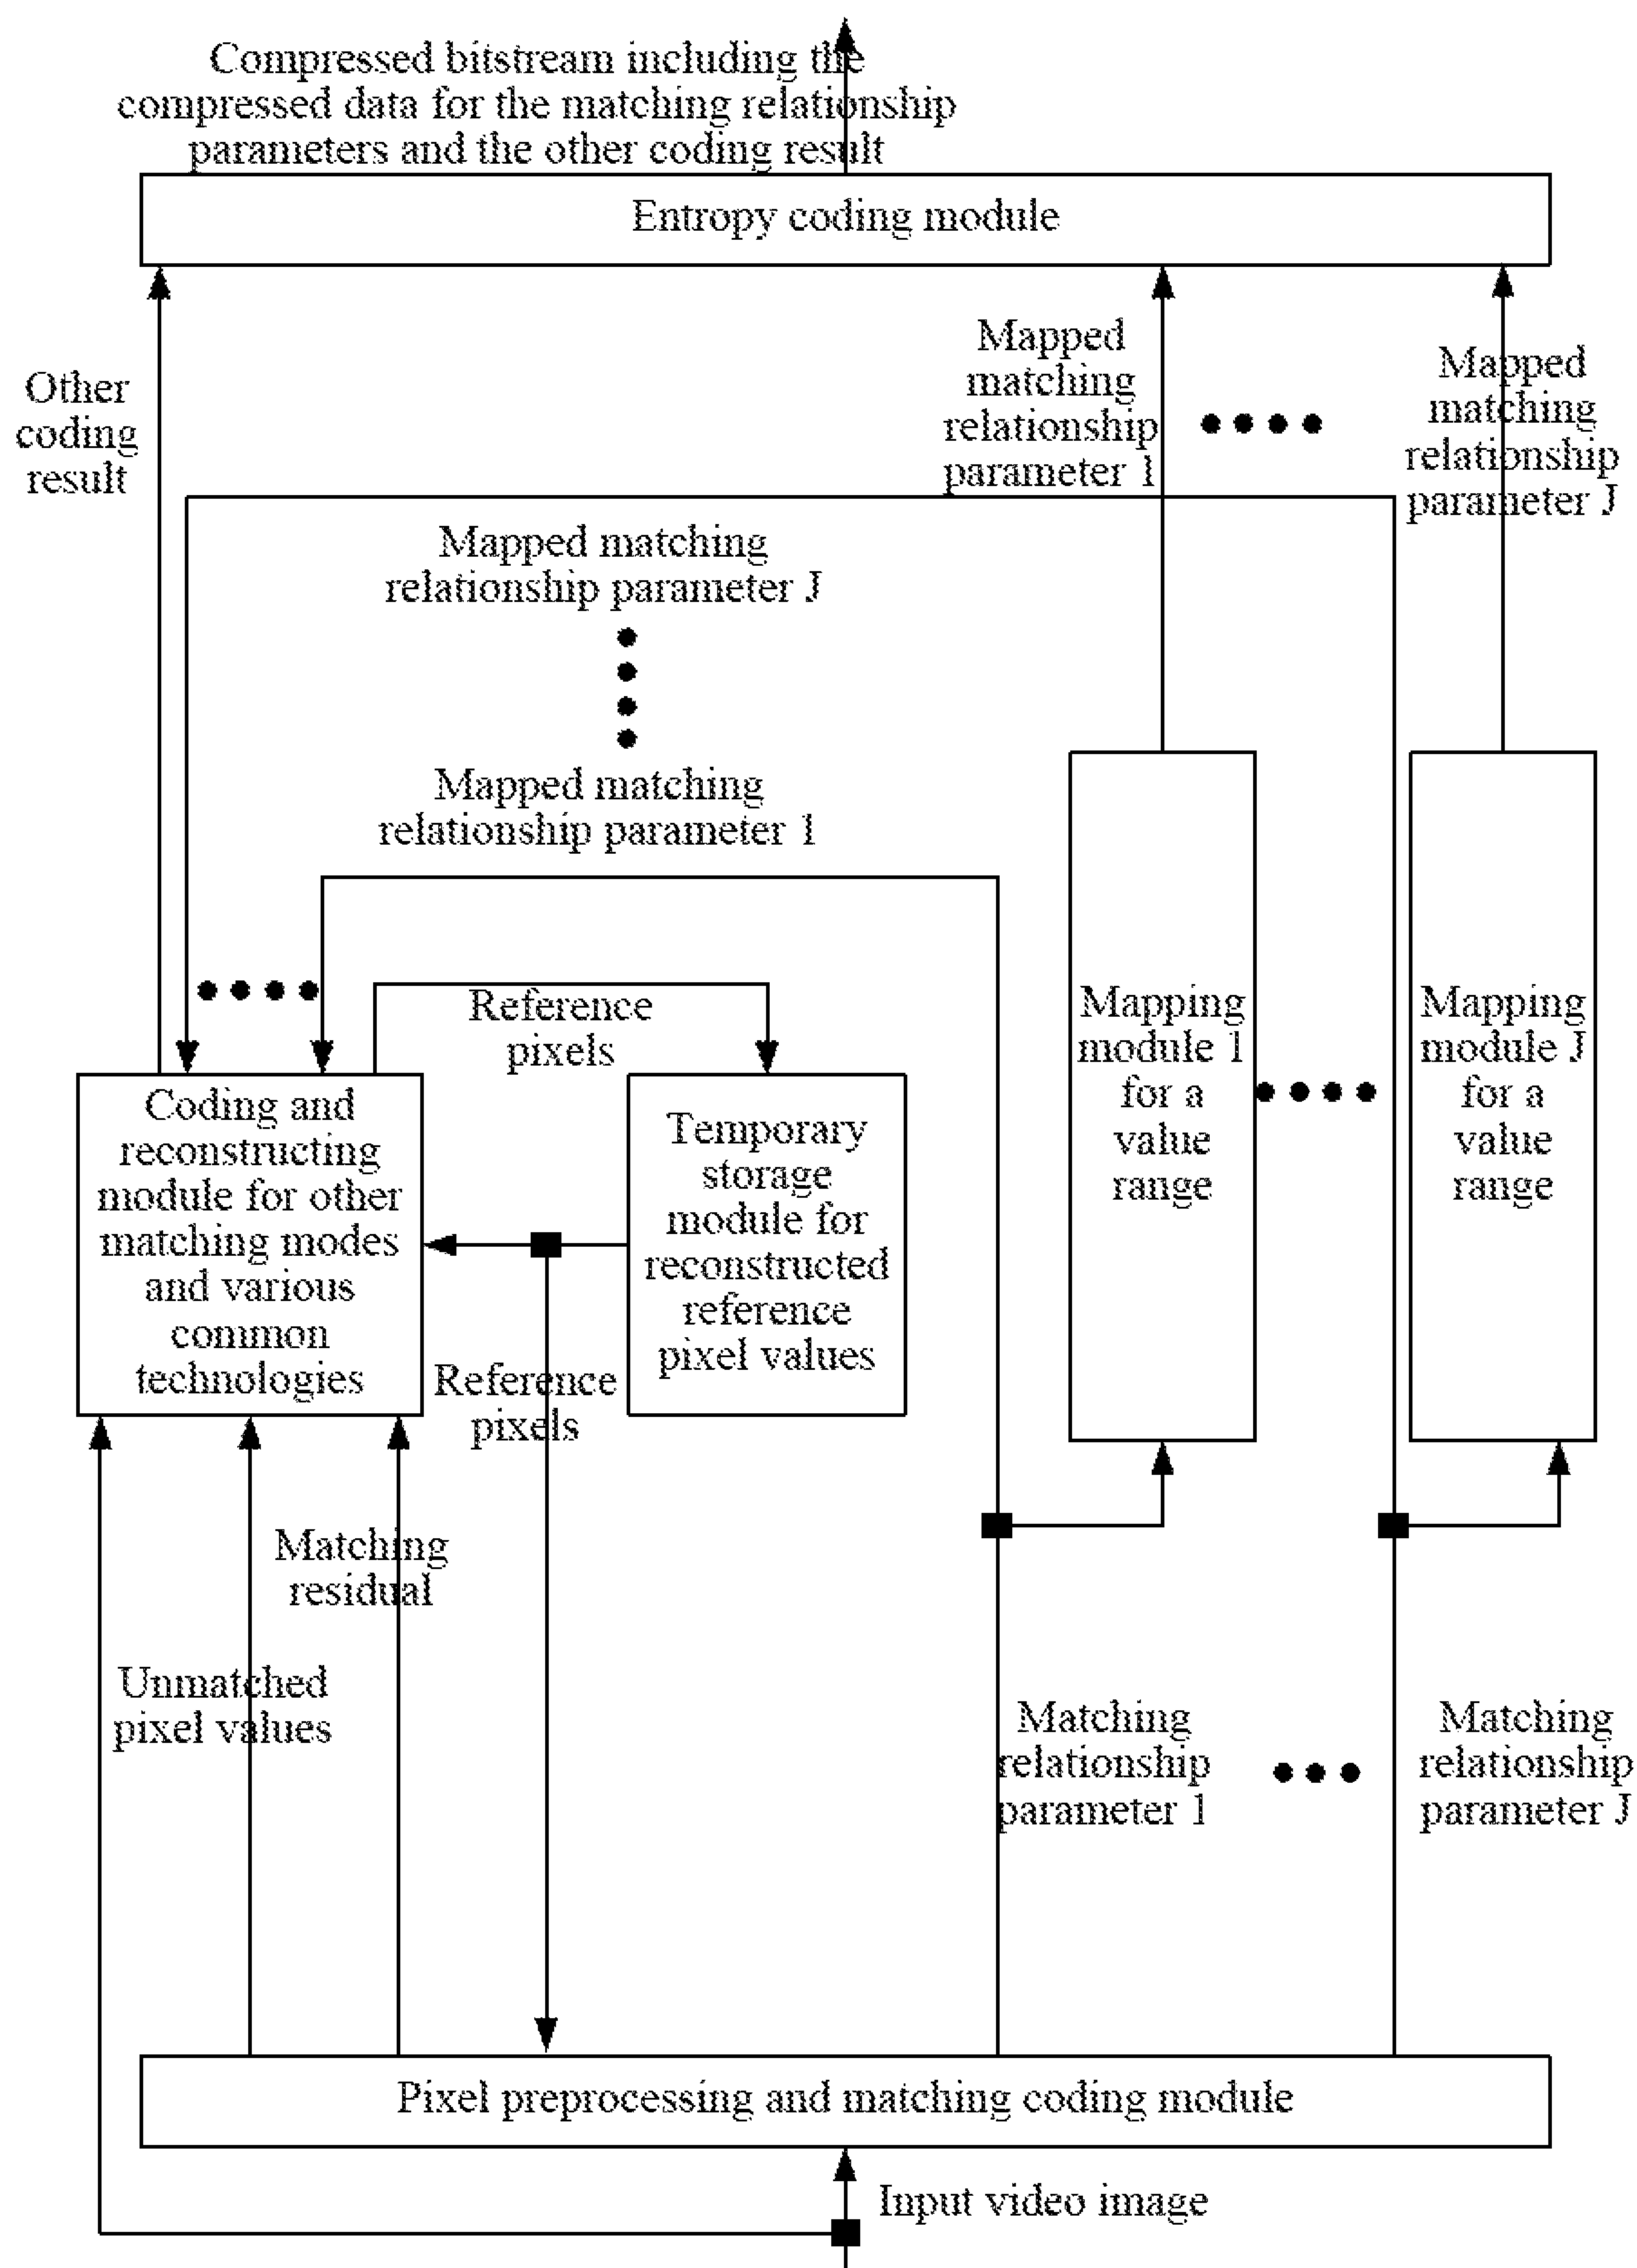 Compressed bitstream including the
compressed data for the matching relationship
parameters and the other coding result
Entropy coding module
Other
coding
result
Mapped
matching
relationship
parameter 1
Mapped
matching
relationship
parameter J
Mapped matching
relationship parameter J
Mapped matching
relationship parameter 1
Reference
pixels
Coding and
reconstructing
module for other
matching modes
and various
common
technologies
Temporary
storage
module for
reconstructed
reference
pixel values
Mapping
module 1
for a
value
range
Mapping
module J
for a
value
range
Reference
pixels
Matching
residual
Unmatched
pixel values
Matching
relationship
parameter 1
Matching
relationship
parameter J
Pixel preprocessing and matching coding module
Input video image